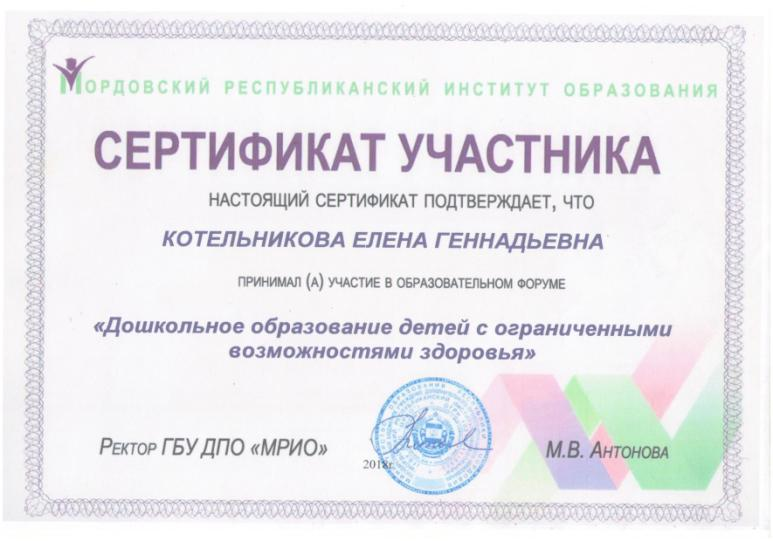 МОРДОВСКИЙ РЕСПУБЛИКАНСКИЙ ИНСТИТУТ ОБРАЗОВАНИЯ
СЕРТИФИКАТ УЧАСТНИКА
НАСТОЯЩИЙ СЕРТИФИКАТ ПОДТВЕРЖДАЕТ, ЧТО
КОТЕЛЬНИКОВА ЕЛЕНА ГЕННАДЬЕВНА
ПРИНИМАЛ (А) УЧАСТИЕ В ОБРАЗОВАТЕЛЬНОМ ФОРУМЕ
«Дошкольное образование детей с ограниченными
возможностями здоровья»
РЕКТОР ГБУ ДПО «МРИО»
М.В. АНТОНОВА
2018г.